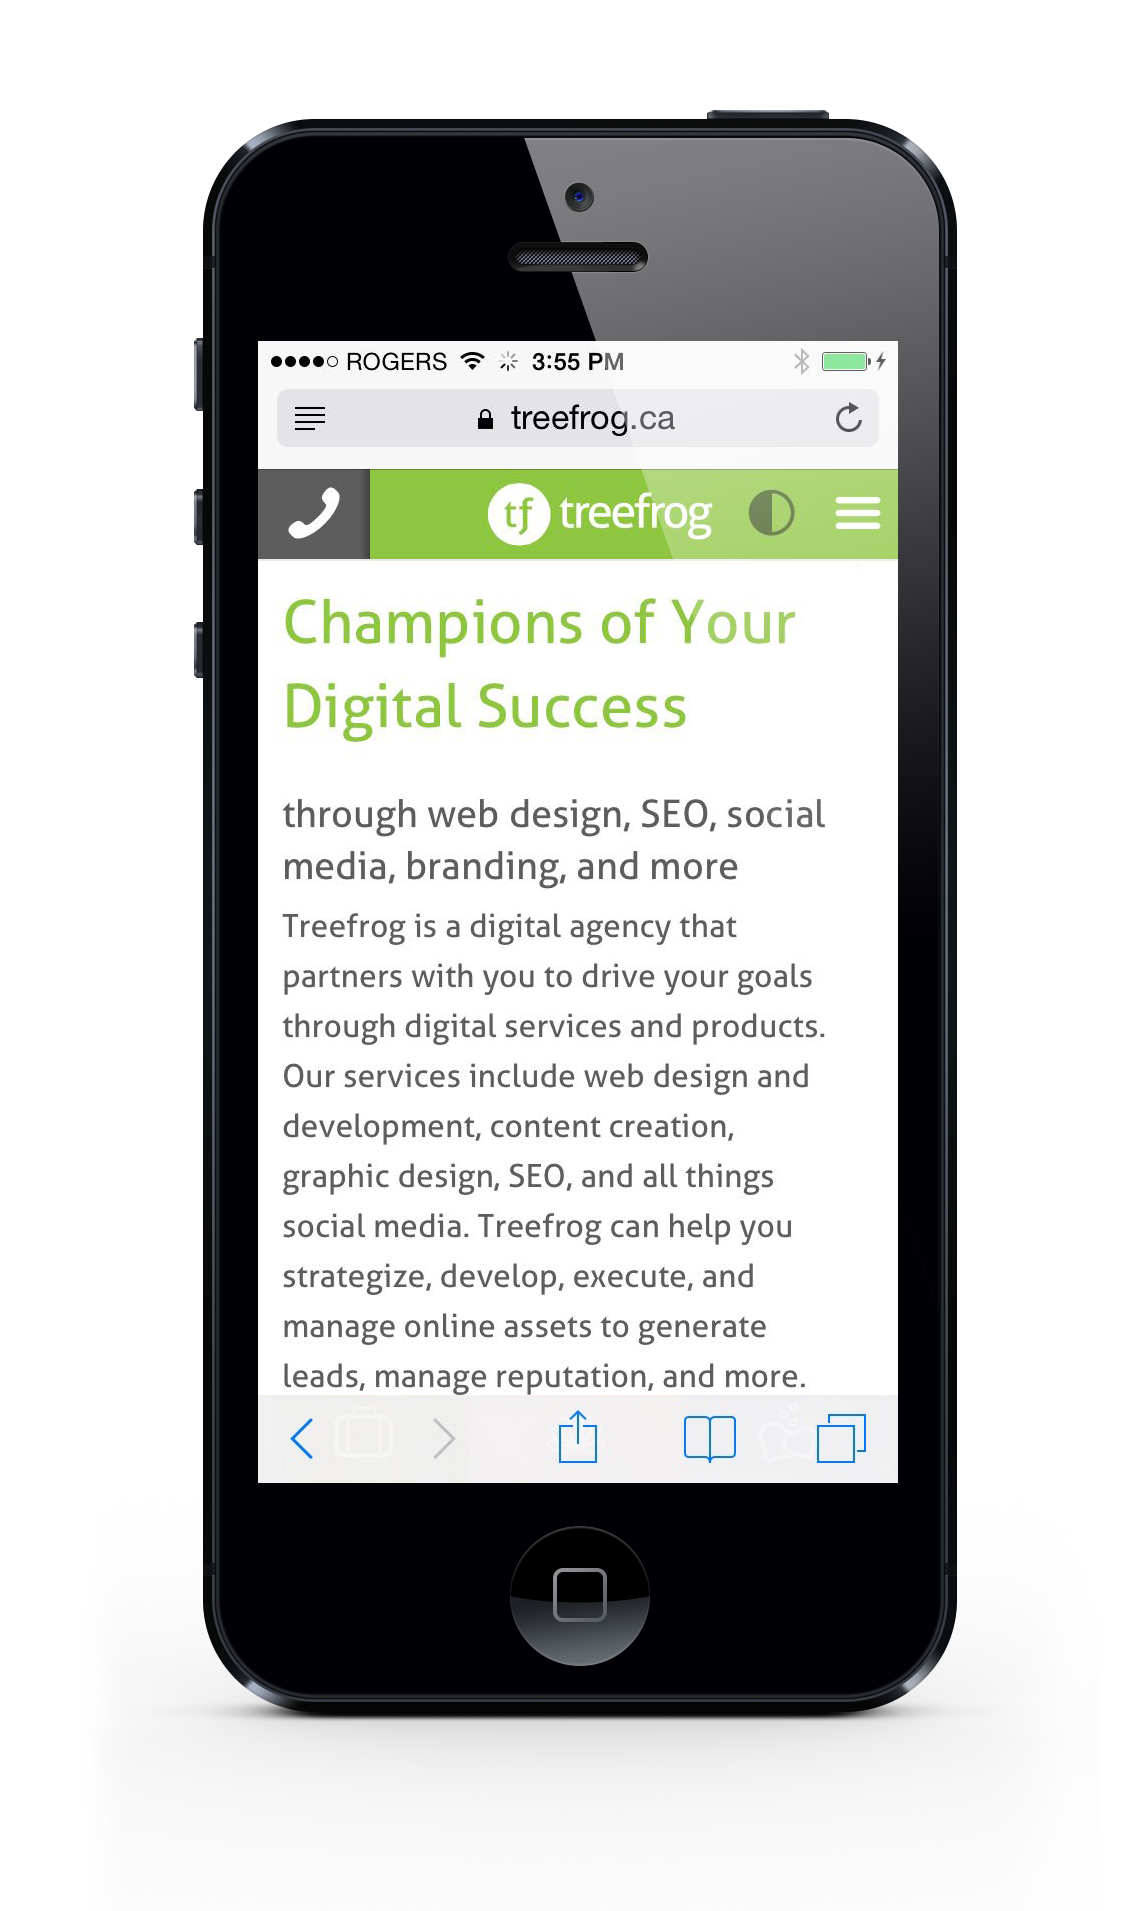 ROGERS 3:55 PM
treefrog.ca
tf treefrog
Champions of Your
Digital Success
through web design, SEO, social
media, branding, and more
Treefrog is a digital agency that
partners with you to drive your goals
through digital services and products.
Our services include web design and
development, content creation,
graphic design, SEO, and all things
social media. Treefrog can help you
strategize, develop, execute, and
manage online assets to generate
leads, manage reputation, and more.